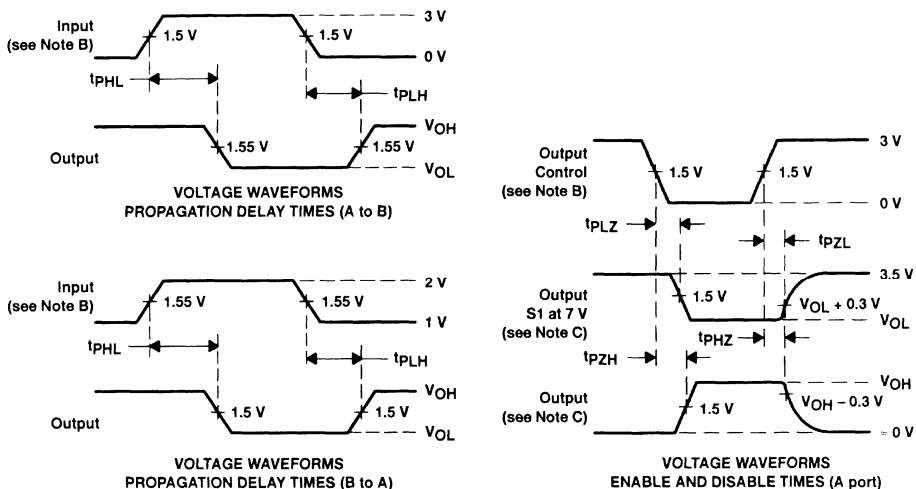 Input
(see Note B)
1.5 V
1.5 V
3 V
0 V
tPHL
tPLH
Output
1.55 V
1.55 V
VOH
VOL
VOLTAGE WAVEFORMS
PROPAGATION DELAY TIMES (A to B)
Input
(see Note B)
1.55 V
1.55 V
2 V
1 V
tPHL
tPLH
Output
1.5 V
1.5 V
VOH
VOL
VOLTAGE WAVEFORMS
PROPAGATION DELAY TIMES (B to A)
Output
Control
(see Note B)
1.5 V
1.5 V
3 V
0 V
tPLZ
tPZL
Output
S1 at 7 V
(see Note C)
1.5 V
3.5 V
VOL + 0.3 V
VOL
tPZH
tPHZ
Output
(see Note C)
1.5 V
VOH
VOH – 0.3 V
≈ 0 V
VOLTAGE WAVEFORMS
ENABLE AND DISABLE TIMES (A port)